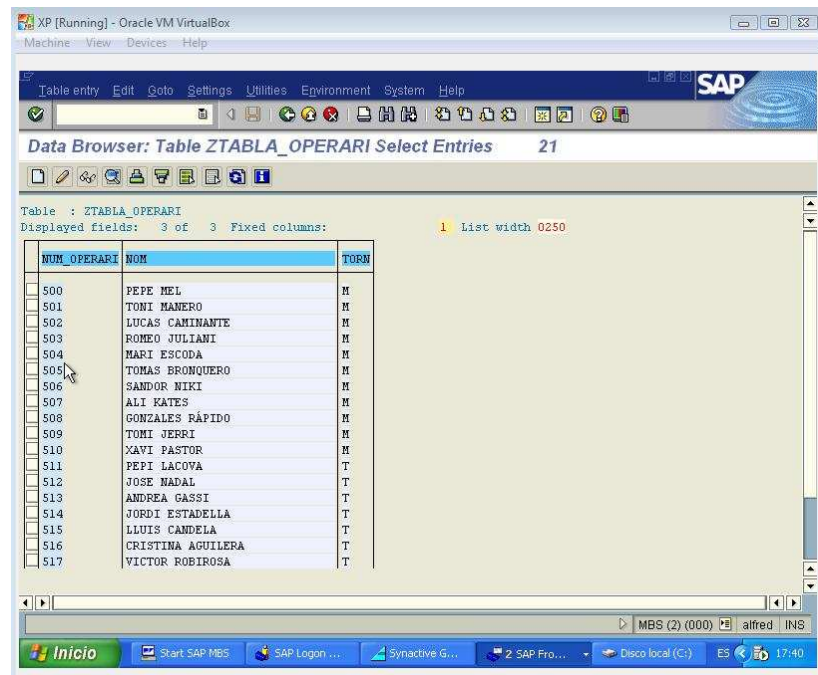 XP [Running] - Oracle VM VirtualBox
Machine View Devices Help
Table entry Edit Goto Settings Utilities Environment System Help
SAP
Data Browser: Table ZTABLA_OPERARI Select Entries 21
Table : ZTABLA_OPERARI
Displayed fields: 3 of 3 Fixed columns: 1 List width 0250
NUM_OPERARI NOM TORN
500 PEPE MEL M
501 TONI MANERO M
502 LUCAS CAMINANTE M
503 ROMEO JULIANI M
504 MARI ESCODA M
505 TOMAS BRONQUERO M
506 SANDOR NIKI M
507 ALI KATES M
508 GONZALES RÁPIDO M
509 TOMI JERRI M
510 XAVI PASTOR M
511 PEPI LACOVA T
512 JOSE NADAL T
513 ANDREA GASSI T
514 JORDI ESTADELLA T
515 LLUIS CANDELA T
516 CRISTINA AGUILERA T
517 VICTOR ROBIROSA T
MBS (2) (000) alfred INS
Inicio Start SAP MBS SAP Logon ... Synactive G... 2 SAP Fro... Disco local (C:) ES 17:40